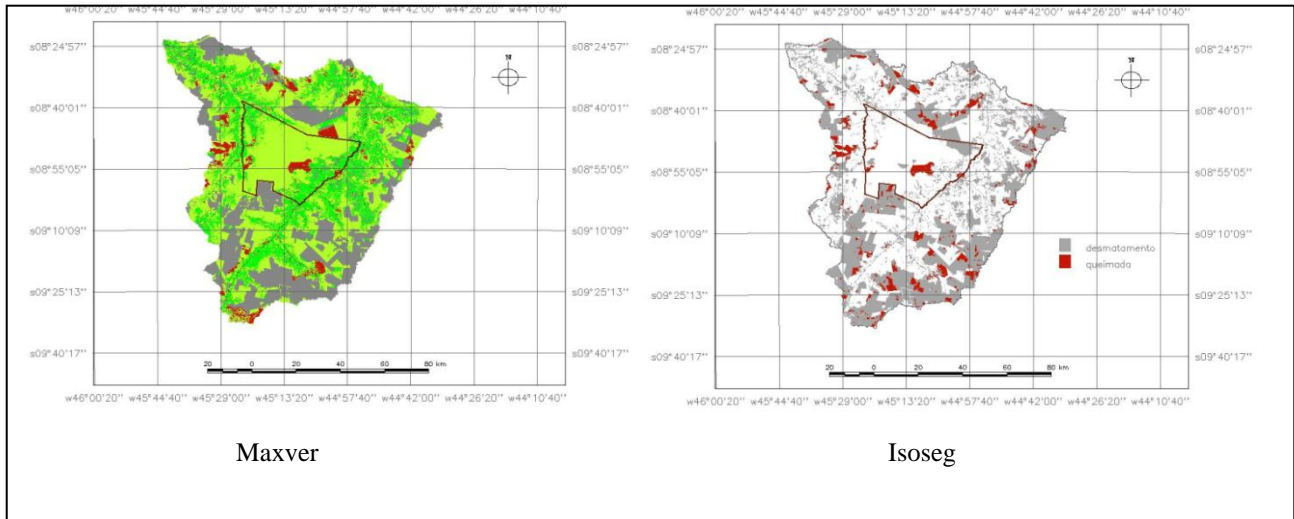 w46°00'20'' w45°44'40'' w45°29'00'' w45°13'20'' w44°57'40'' w44°42'00'' w44°26'20'' w44°10'40''
s08°24'57'' s08°24'57''
N
s08°40'01'' s08°40'01''
s08°55'05'' s08°55'05''
s09°10'09'' s09°10'09''
s09°25'13'' s09°25'13''
s09°40'17'' s09°40'17''
20 0 20 40 60 80 km
w46°00'20'' w45°44'40'' w45°29'00'' w45°13'20'' w44°57'40'' w44°42'00'' w44°26'20'' w44°10'40''
Maxver
w46°00'20'' w45°44'40'' w45°29'00'' w45°13'20'' w44°57'40'' w44°42'00'' w44°26'20'' w44°10'40''
s08°24'57'' s08°24'57''
N
s08°40'01'' s08°40'01''
s08°55'05'' s08°55'05''
s09°10'09'' s09°10'09''
desmatamento
queimada
s09°25'13'' s09°25'13''
s09°40'17'' s09°40'17''
20 0 20 40 60 80 km
w46°00'20'' w45°44'40'' w45°29'00'' w45°13'20'' w44°57'40'' w44°42'00'' w44°26'20'' w44°10'40''
Isoseg